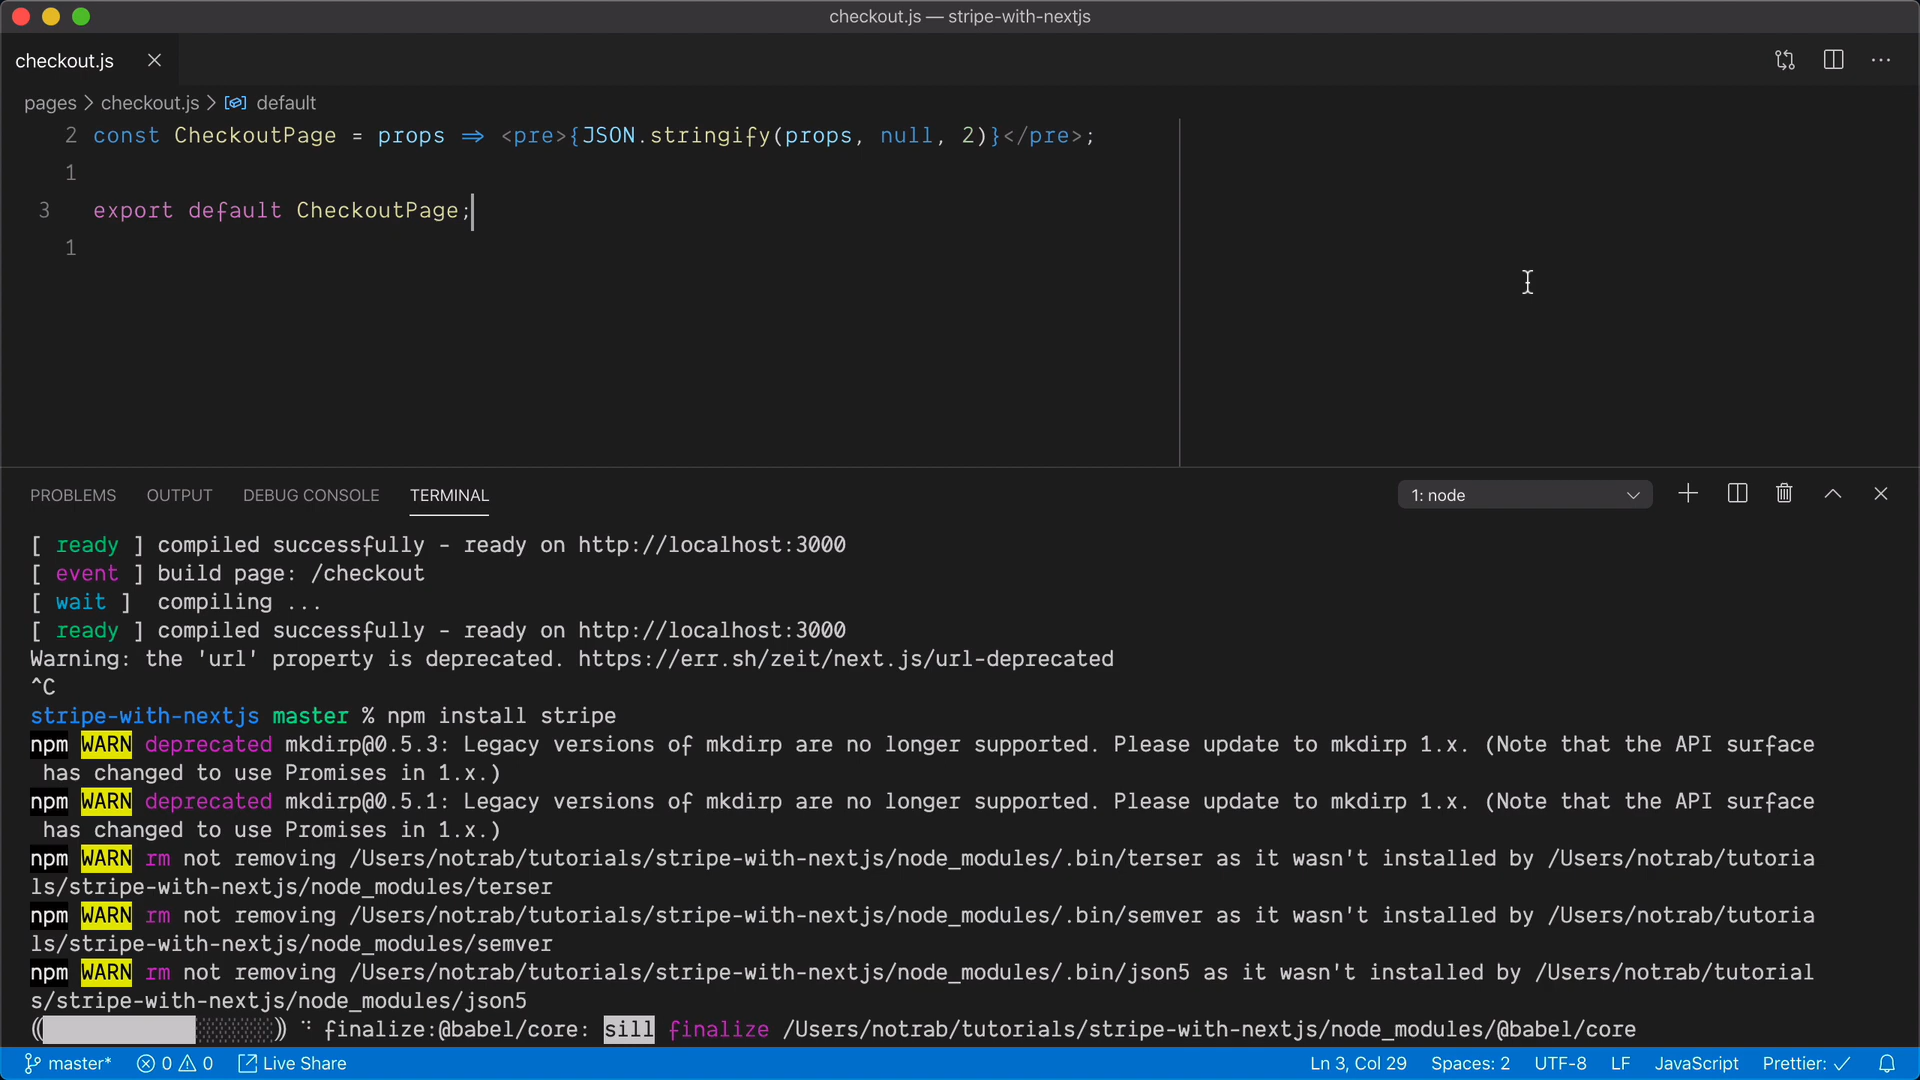 checkout.js — stripe-with-nextjs
checkout.js
pages > checkout.js > default
2 const CheckoutPage = props => <pre>{JSON.stringify(props, null, 2)}</pre>;
1
3 export default CheckoutPage;
1
PROBLEMS OUTPUT DEBUG CONSOLE TERMINAL 1: node
[ ready ] compiled successfully - ready on http://localhost:3000
[ event ] build page: /checkout
[ wait ]  compiling ...
[ ready ] compiled successfully - ready on http://localhost:3000
Warning: the 'url' property is deprecated. https://err.sh/zeit/next.js/url-deprecated
^C
stripe-with-nextjs master % npm install stripe
npm WARN deprecated mkdirp@0.5.3: Legacy versions of mkdirp are no longer supported. Please update to mkdirp 1.x. (Note that the API surface
has changed to use Promises in 1.x.)
npm WARN deprecated mkdirp@0.5.1: Legacy versions of mkdirp are no longer supported. Please update to mkdirp 1.x. (Note that the API surface
has changed to use Promises in 1.x.)
npm WARN rm not removing /Users/notrab/tutorials/stripe-with-nextjs/node_modules/.bin/terser as it wasn't installed by /Users/notrab/tutoria
ls/stripe-with-nextjs/node_modules/terser
npm WARN rm not removing /Users/notrab/tutorials/stripe-with-nextjs/node_modules/.bin/semver as it wasn't installed by /Users/notrab/tutoria
ls/stripe-with-nextjs/node_modules/semver
npm WARN rm not removing /Users/notrab/tutorials/stripe-with-nextjs/node_modules/.bin/json5 as it wasn't installed by /Users/notrab/tutorial
s/stripe-with-nextjs/node_modules/json5
finalize:@babel/core: sill finalize /Users/notrab/tutorials/stripe-with-nextjs/node_modules/@babel/core
master* 0 0 Live Share Ln 3, Col 29 Spaces: 2 UTF-8 LF JavaScript Prettier: ✓